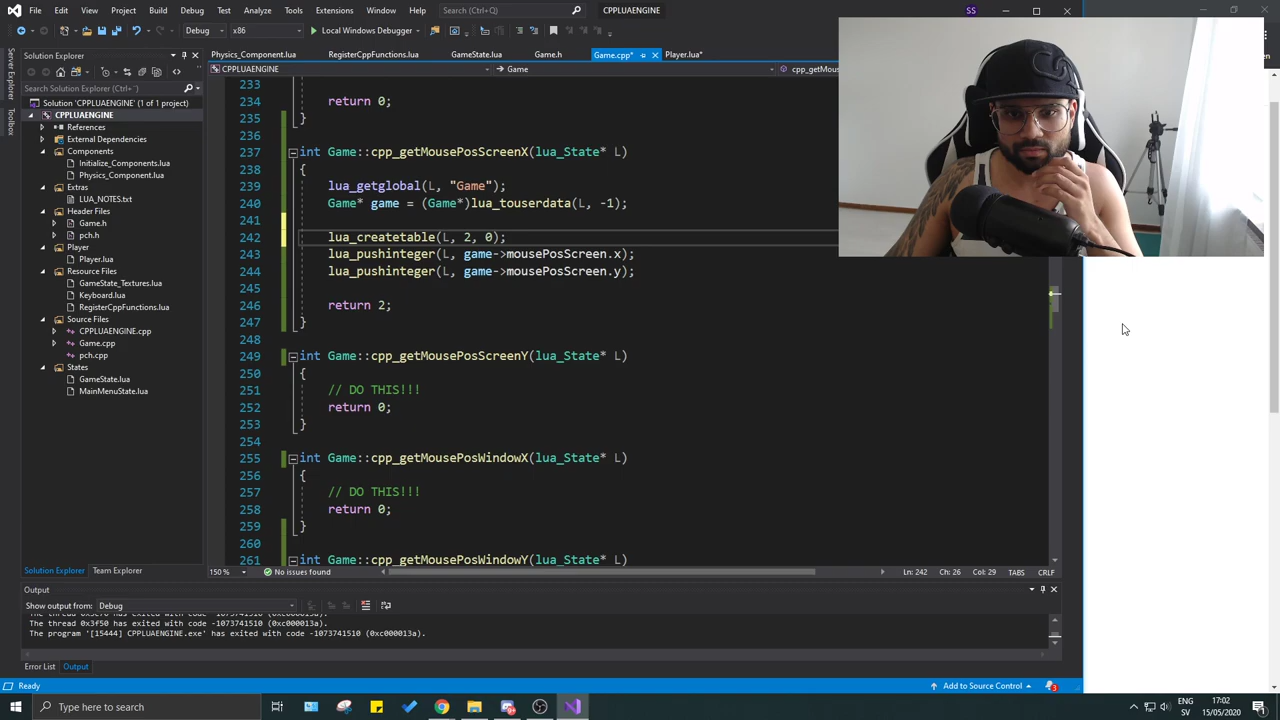 File Edit View Project Build Debug Test Analyze Tools Extensions Window Help Search (Ctrl+Q) CPPLUAENGINE SS
Debug x86 Local Windows Debugger
Server Explorer
Toolbox
Solution Explorer
Search Solution Explorer (Ctrl+')
Solution 'CPPLUAENGINE' (1 of 1 project)
CPPLUAENGINE
References
External Dependencies
Components
Initialize_Components.lua
Physics_Component.lua
Extras
LUA_NOTES.txt
Header Files
Game.h
pch.h
Player
Player.lua
Resource Files
GameState_Textures.lua
Keyboard.lua
RegisterCppFunctions.lua
Source Files
CPPLUAENGINE.cpp
Game.cpp
pch.cpp
States
GameState.lua
MainMenuState.lua
Solution Explorer Team Explorer
Physics_Component.lua RegisterCppFunctions.lua GameState.lua Game.h Game.cpp* Player.lua*
CPPLUAENGINE Game cpp_getMous
233
234 return 0;
235 }
236
237 int Game::cpp_getMousePosScreenX(lua_State* L)
238 {
239 lua_getglobal(L, "Game");
240 Game* game = (Game*)lua_touserdata(L, -1);
241
242 lua_createtable(L, 2, 0);
243 lua_pushinteger(L, game->mousePosScreen.x);
244 lua_pushinteger(L, game->mousePosScreen.y);
245
246 return 2;
247 }
248
249 int Game::cpp_getMousePosScreenY(lua_State* L)
250 {
251 // DO THIS!!!
252 return 0;
253 }
254
255 int Game::cpp_getMousePosWindowX(lua_State* L)
256 {
257 // DO THIS!!!
258 return 0;
259 }
260
261 int Game::cpp_getMousePosWindowY(lua_State* L)
150 % No issues found Ln: 242 Ch: 26 Col: 29 TABS CRLF
Output
Show output from: Debug
The thread 0x3f50 has exited with code -1073741510 (0xc000013a).
The program '[15444] CPPLUAENGINE.exe' has exited with code -1073741510 (0xc000013a).
Error List Output
Ready Add to Source Control 3
Type here to search
ENG
SV
17:02
15/05/2020
1